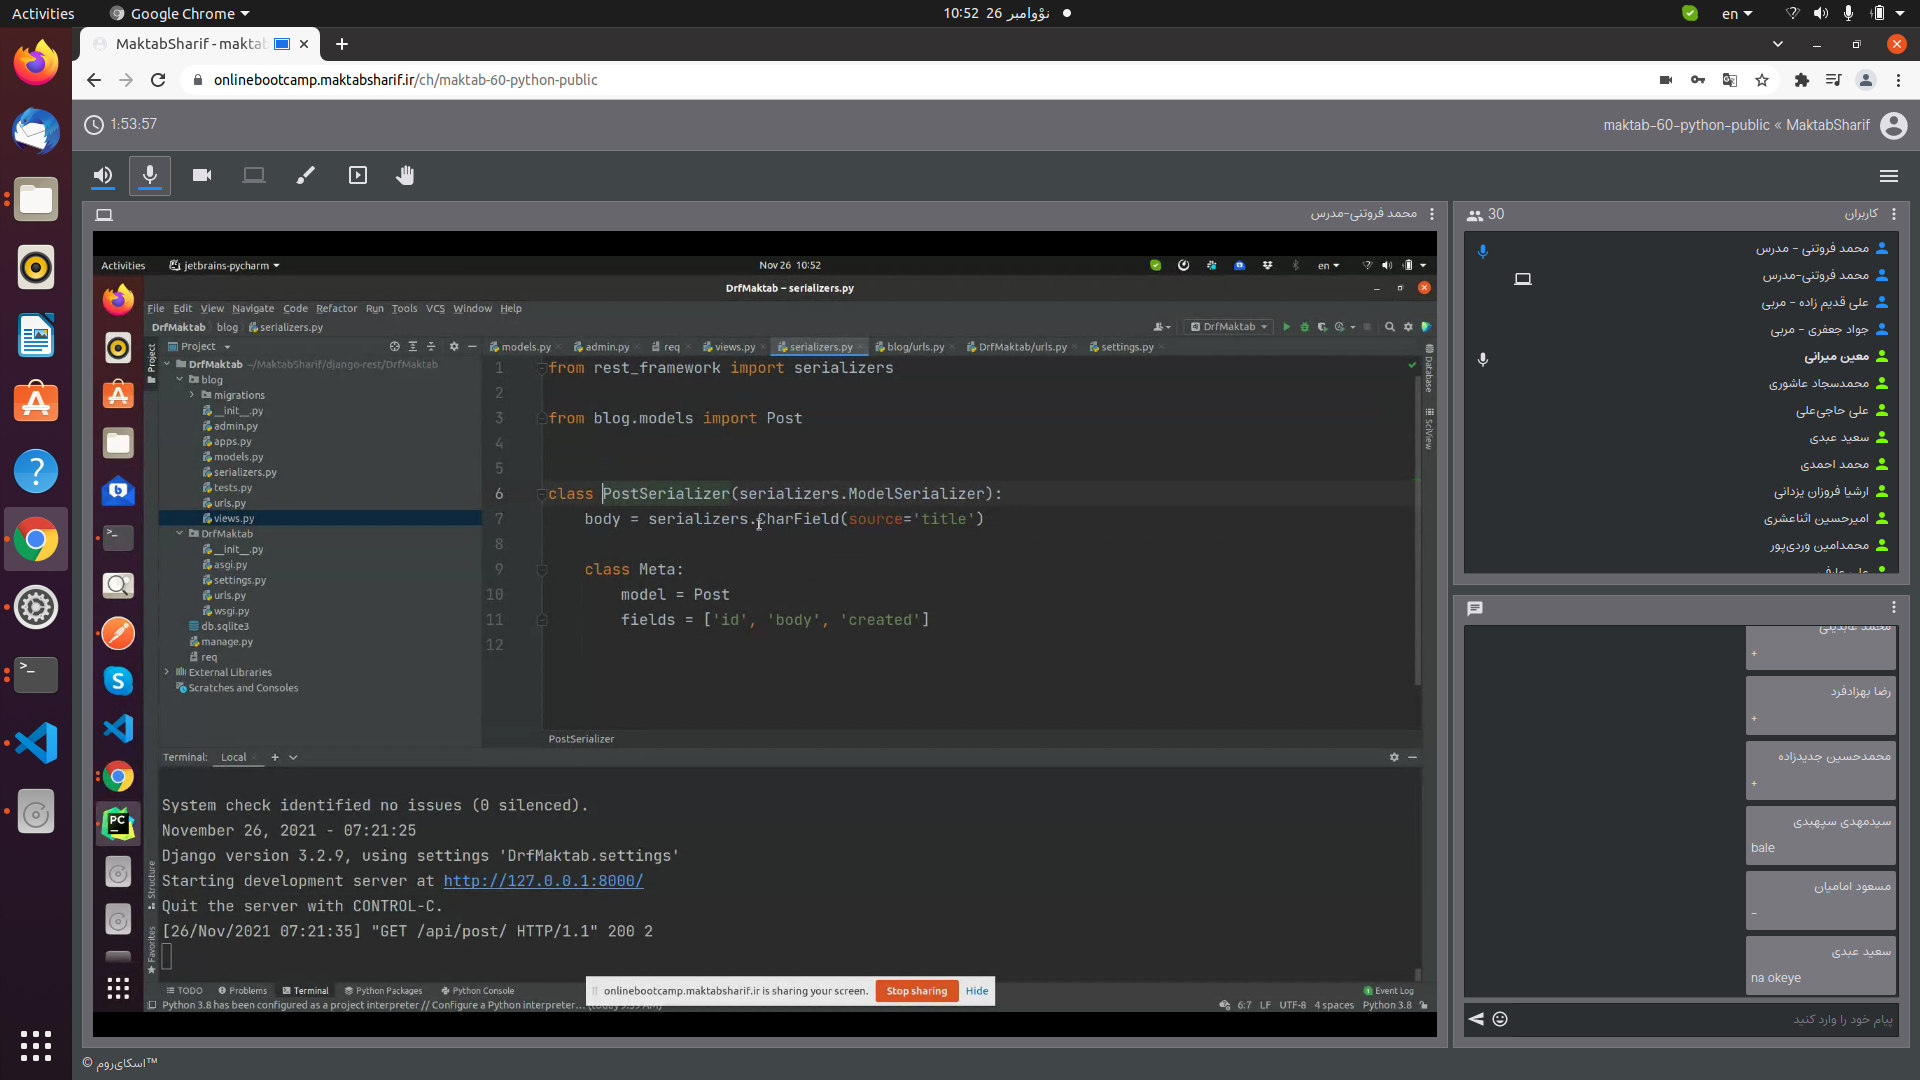 Activities
Google Chrome
10:52 26 نوْوامبر
en
MaktabSharif - maktab
onlinebootcamp.maktabsharif.ir/ch/maktab-60-python-public
1:53:57
maktab-60-python-public « MaktabSharif
محمد فروتنی-مدرس
Activities
jetbrains-pycharm
Nov 26 10:52
en
DrfMaktab – serializers.py
File Edit View Navigate Code Refactor Run Tools VCS Window Help
DrfMaktab blog serializers.py
DrfMaktab
Project
Project
models.py admin.py req views.py serializers.py blog/urls.py DrfMaktab/urls.py settings.py
DrfMaktab ~/MaktabSharif/django-rest/DrfMaktab
blog
migrations
__init__.py
admin.py
apps.py
models.py
serializers.py
tests.py
urls.py
views.py
DrfMaktab
__init__.py
asgi.py
settings.py
urls.py
wsgi.py
db.sqlite3
manage.py
req
External Libraries
Scratches and Consoles
1 from rest_framework import serializers
2
3 from blog.models import Post
4
5
6 class PostSerializer(serializers.ModelSerializer):
7 body = serializers.CharField(source='title')
8
9 class Meta:
10 model = Post
11 fields = ['id', 'body', 'created']
12
PostSerializer
Database
SciView
Terminal: Local
System check identified no issues (0 silenced).
November 26, 2021 - 07:21:25
Django version 3.2.9, using settings 'DrfMaktab.settings'
Starting development server at http://127.0.0.1:8000/
Quit the server with CONTROL-C.
[26/Nov/2021 07:21:35] "GET /api/post/ HTTP/1.1" 200 2
Structure
Favorites
TODO Problems Terminal Python Packages Python Console
Event Log
onlinebootcamp.maktabsharif.ir is sharing your screen. Stop sharing Hide
Python 3.8 has been configured as a project interpreter // Configure a Python interpreter...
6:7 LF UTF-8 4 spaces Python 3.8
30
کاربران
محمد فروتنی - مدرس
محمد فروتنی-مدرس
علی قدیم زاده - مربی
جواد جعفری - مربی
معین میرانی
محمدسجاد عاشوری
علی حاجی‌علی
سعید عبدی
محمد احمدی
ارشیا فروزان یزدانی
امیرحسین اثناعشری
محمدامین وردی‌پور
محمد عابدینی
+
رضا بهزادفرد
+
محمدحسین جدیدزاده
+
سیدمهدی سپهبدی
bale
مسعود امامیان
-
سعید عبدی
na okeye
پیام خود را وارد کنید
© اسکای‌روم™